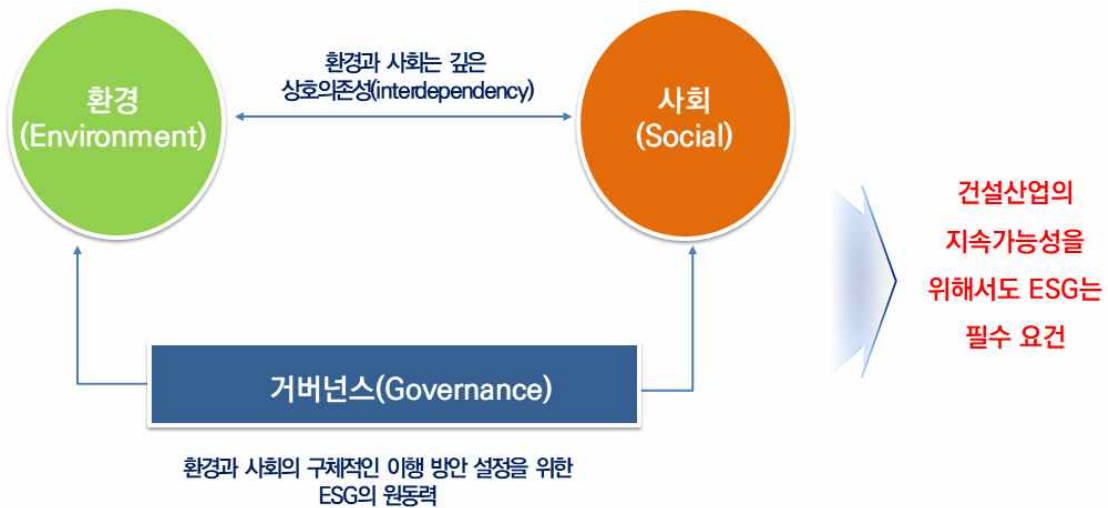 환경과 사회는 깊은
상호의존성(interdependency)
환경
(Environment)
사회
(Social)
건설산업의
지속가능성을
위해서도 ESG는
필수 요건
거버넌스(Governance)
환경과 사회의 구체적인 이행 방안 설정을 위한
ESG의 원동력